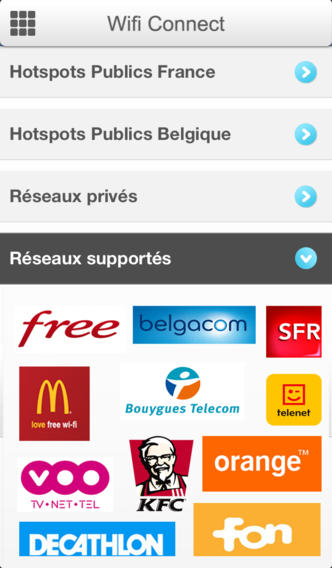 Wifi Connect
Hotspots Publics France
Hotspots Publics Belgique
Réseaux privés
Réseaux supportés
free
belgacom
SFR
love free wi-fi
Bouygues Telecom
telenet
VOO
TV•NET•TEL
KFC
orange™
DECATHLON
fon